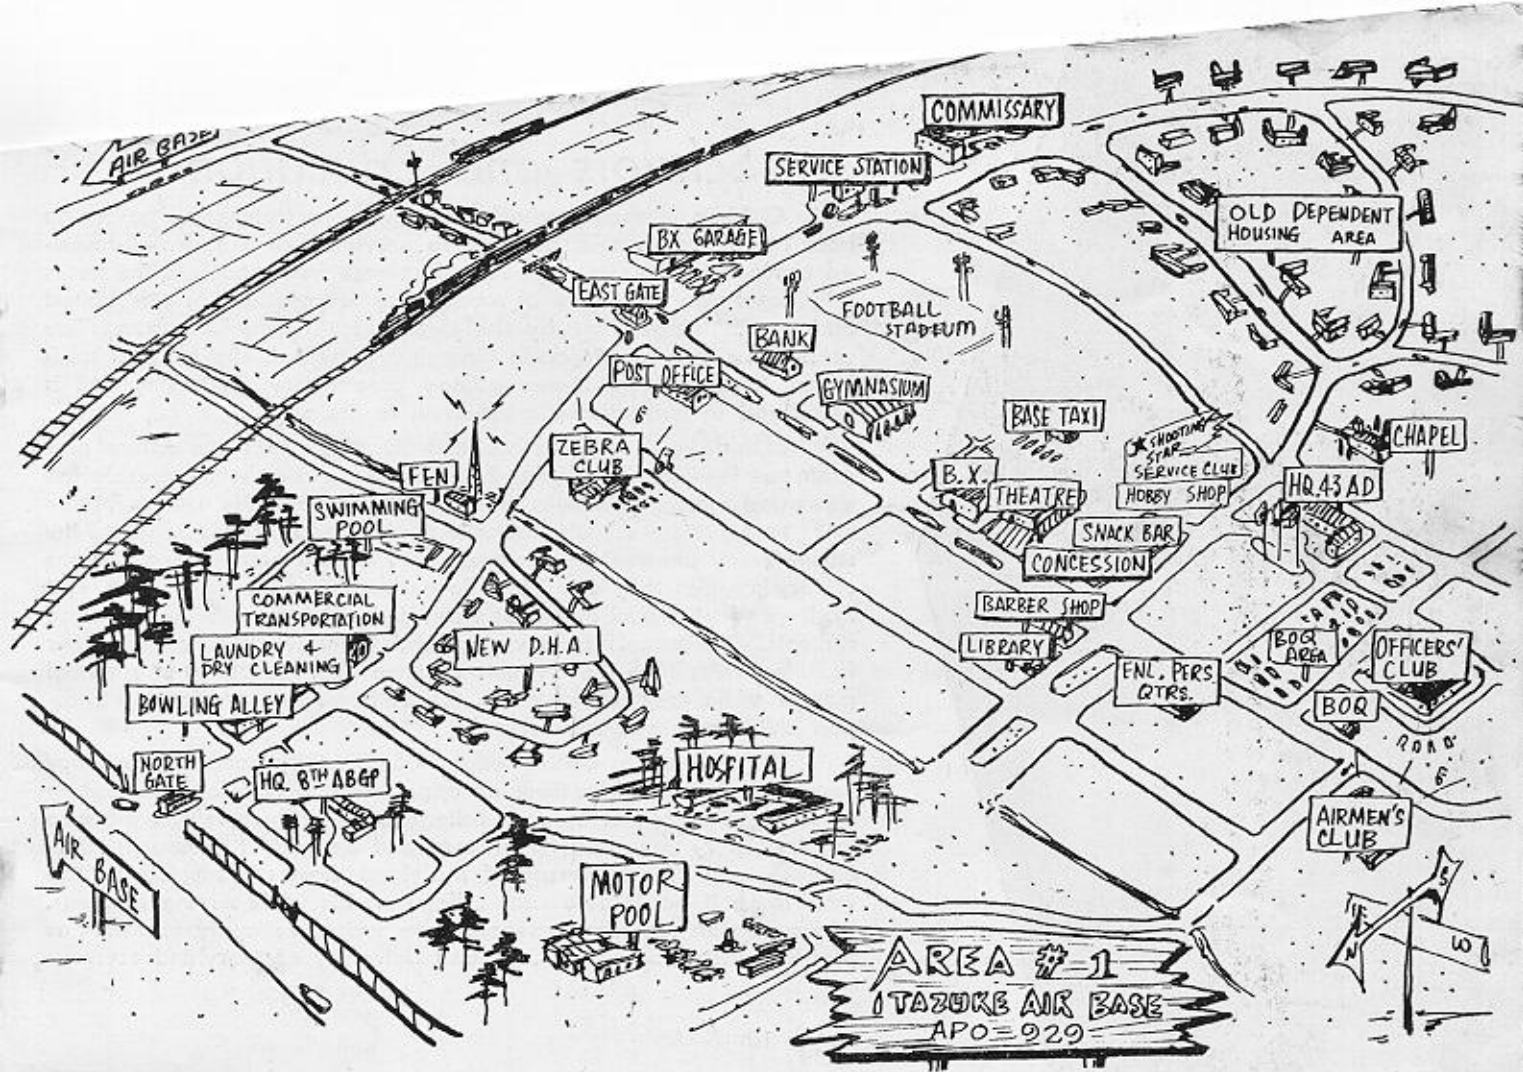 AIR BASE
COMMISSARY
SERVICE STATION
BX GARAGE
OLD DEPENDENT
HOUSING AREA
EAST GATE
FOOTBALL
STADEUM
BANK
POST OFFICE
GYMNASIUM
BASE TAXI
SHOOTING
STAR
SERVICE CLUB
CHAPEL
ZEBRA
CLUB
FEN
B.X.
THEATRE
HOBBY SHOP
HQ.43 AD
SWIMMING
POOL
SNACK BAR
CONCESSION
COMMERCIAL
TRANSPORTATION
BARBER SHOP
LAUNDRY &
DRY CLEANING
NEW D.H.A.
LIBRARY
BOQ
AREA
OFFICERS'
CLUB
ENL. PERS.
QTRS.
BOWLING ALLEY
BOQ
ROAD
NORTH
GATE
HQ. 8TH ABGP
HOSPITAL
AIRMEN'S
CLUB
AIR BASE
MOTOR
POOL
S
E
W
N
AREA # 1
ITAZUKE AIR BASE
APO=929